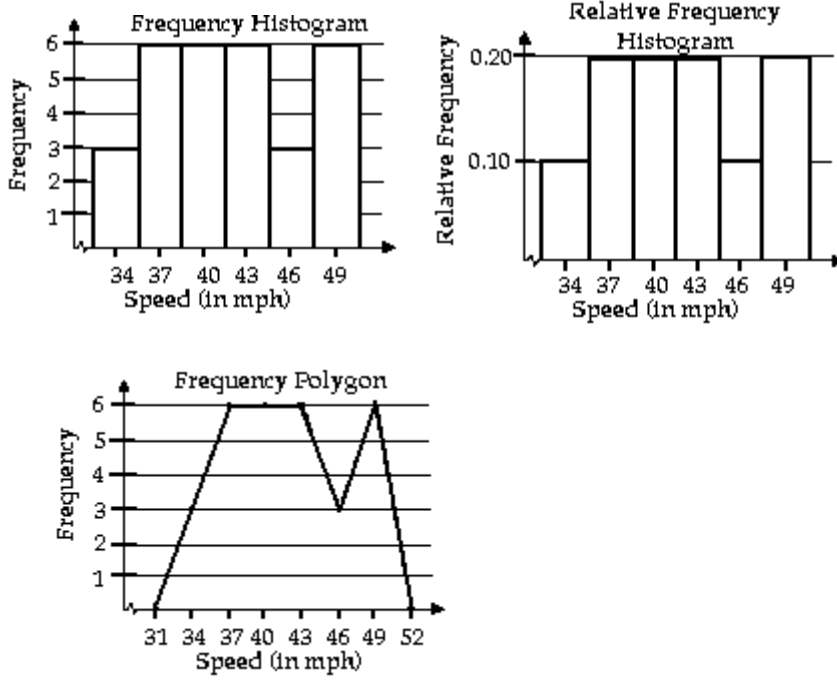 Frequency Histogram
Frequency
6
5
4
3
2
1
34 37 40 43 46 49
Speed (in mph)
Relative Frequency
Histogram
Relative Frequency
0.20
0.10
34 37 40 43 46 49
Speed (in mph)
Frequency Polygon
Frequency
6
5
4
3
2
1
31 34 37 40 43 46 49 52
Speed (in mph)